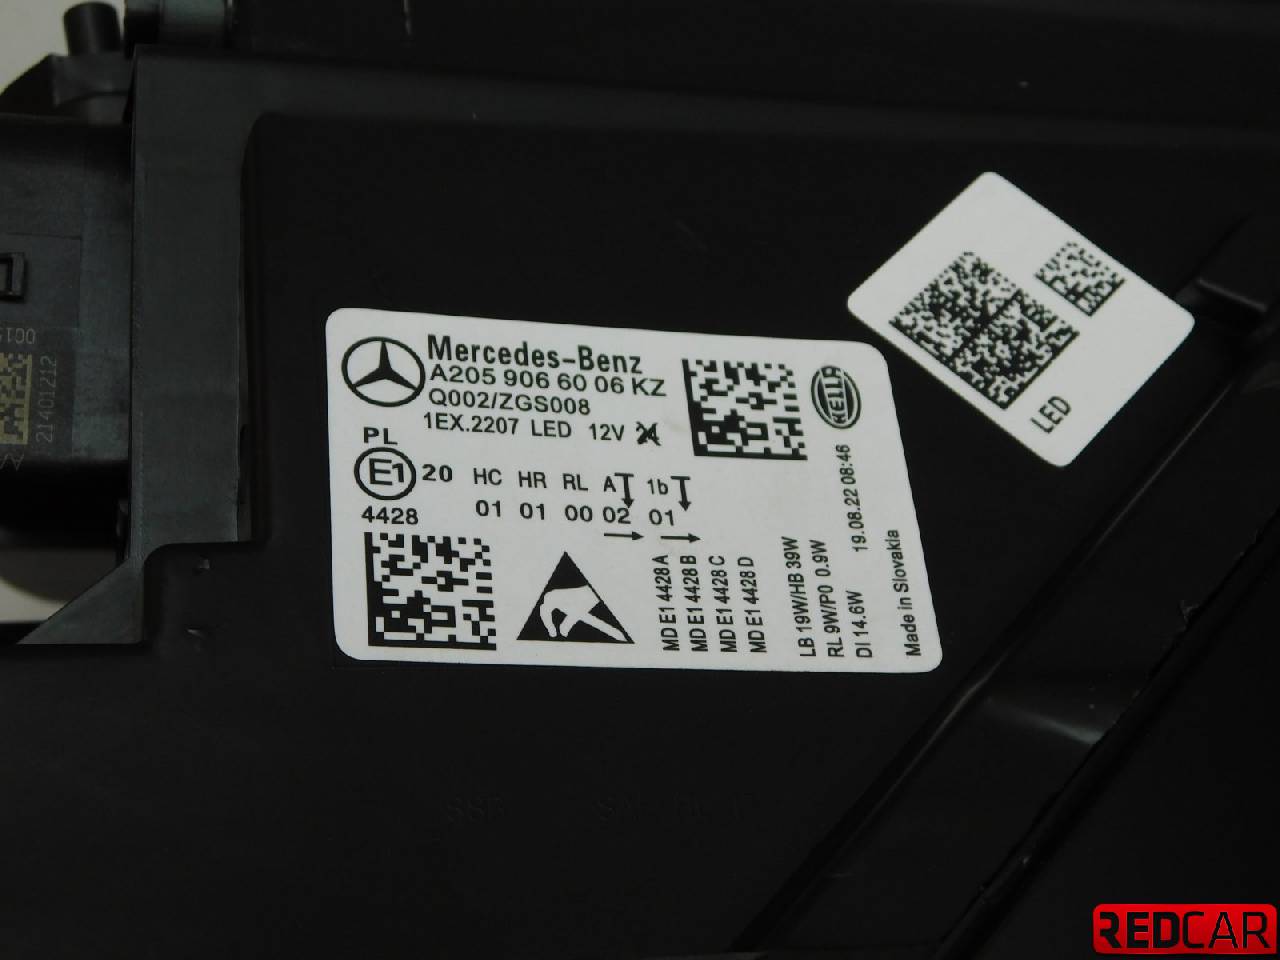 Mercedes-Benz
A205 906 60 06 KZ
Q002/ZGS008
1EX.2207 LED 12V
HELLA
PL
E1 20 HC HR RL A 1b
4428 01 01 00 02 01
MD E1 4428 A
MD E1 4428 B
MD E1 4428 C
MD E1 4428 D
LB 19W/HB 39W
RL 9W/P0 0.9W
DI 14.6W 19.08.22 08:46
Made in Slovakia
LED
21401212
REDCAR